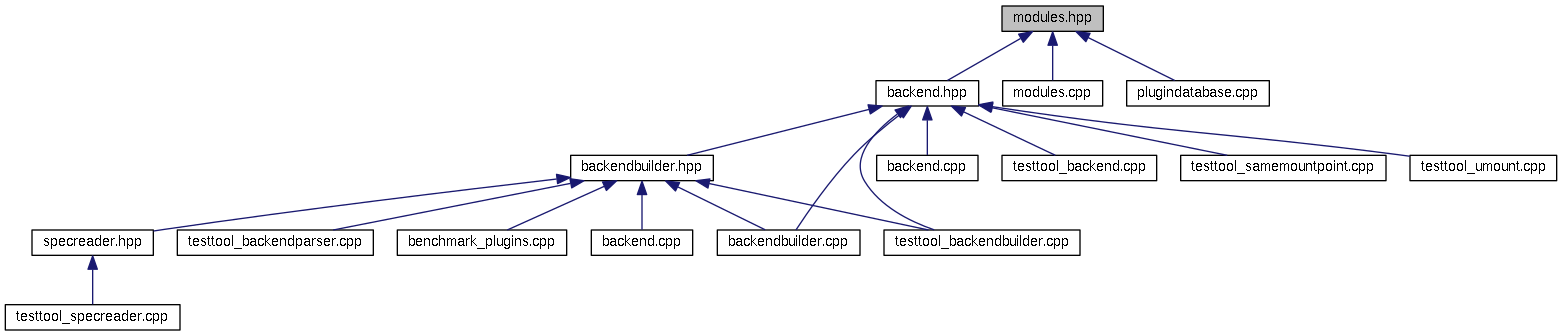 modules.hpp
backend.hpp
modules.cpp
plugindatabase.cpp
backendbuilder.hpp
backend.cpp
testtool_backend.cpp
testtool_samemountpoint.cpp
testtool_umount.cpp
specreader.hpp
testtool_backendparser.cpp
benchmark_plugins.cpp
backend.cpp
backendbuilder.cpp
testtool_backendbuilder.cpp
testtool_specreader.cpp